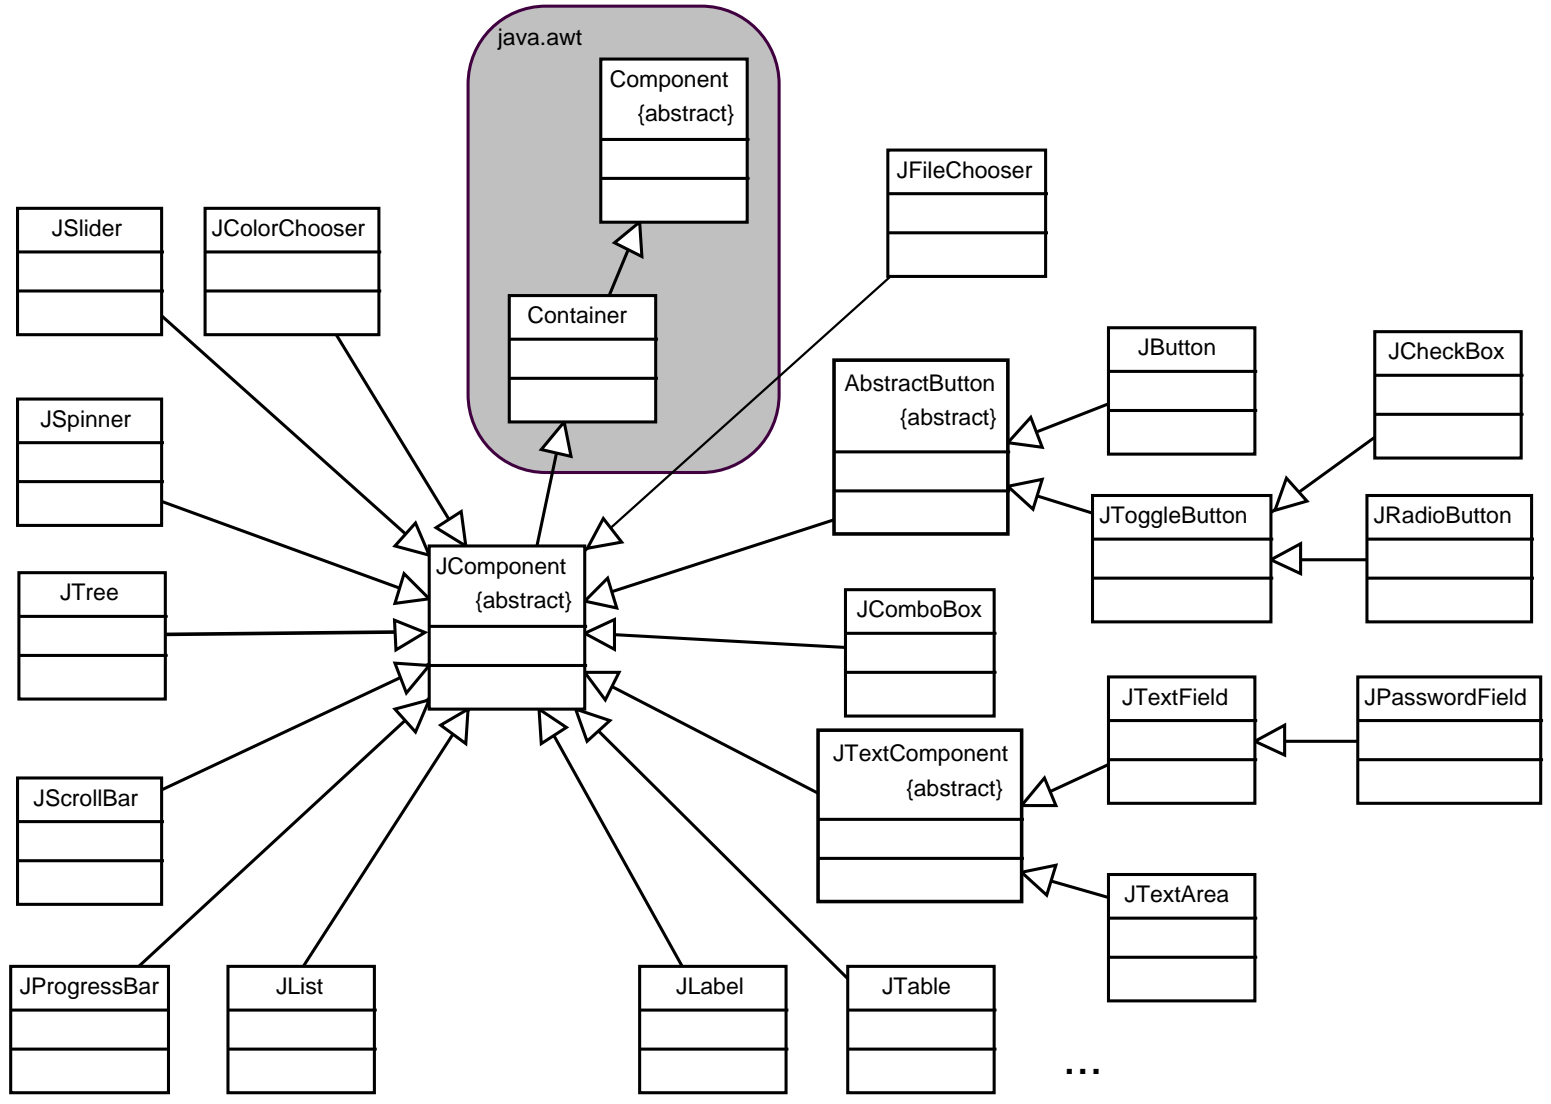 java.awt
Component
{abstract}
JFileChooser
JSlider
JColorChooser
Container
JButton
JCheckBox
AbstractButton
{abstract}
JSpinner
JToggleButton
JRadioButton
JComponent
{abstract}
JTree
JComboBox
JTextField
JPasswordField
JTextComponent
{abstract}
JScrollBar
JTextArea
JProgressBar
JList
JLabel
JTable
...